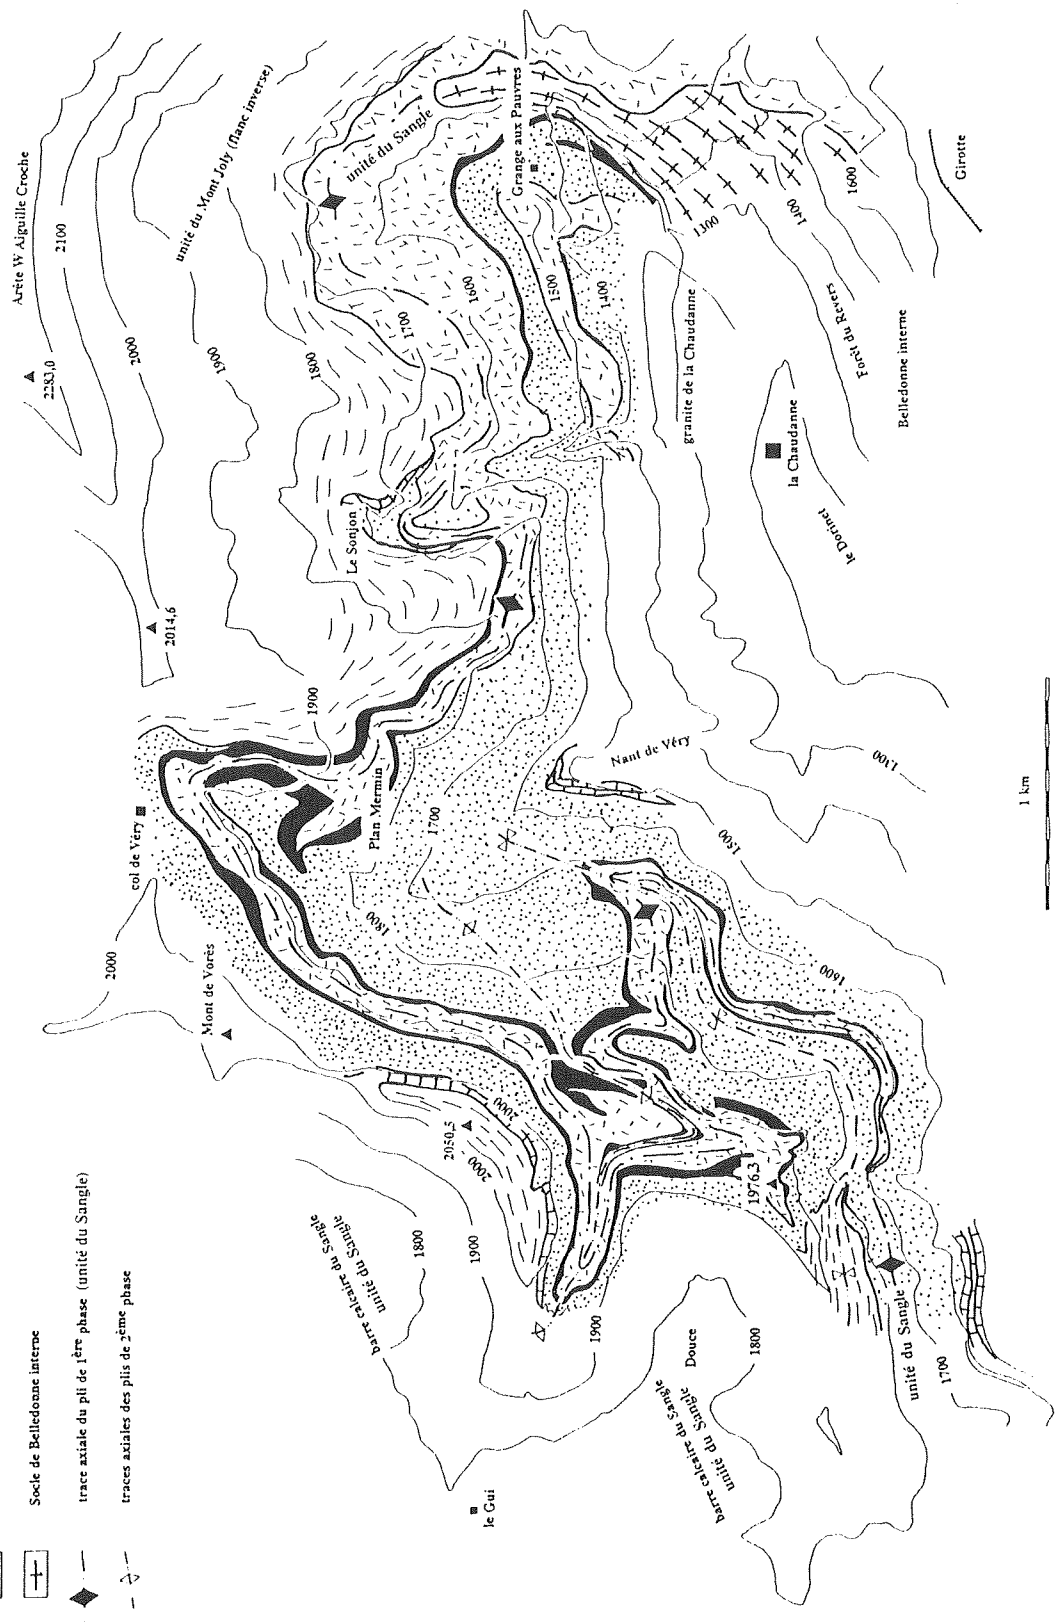 Socle de Belledonne interne
trace axiale du pli de 1ère phase (unité du Sangle)
traces axiales des plis de 2ème phase
Arête W Aiguille Croche
2283,0
2100
2000
1900
1800
1700
1600
1500
1400
1300
unité du Mont Joly (flanc inverse)
unité du Sangle
Grange aux Pauvres
2014,6
Le Sonjon
1900
granite de la Chaudanne
1400
1600
Girotte
Forêt du Revers
Belledonne interne
la Chaudanne
le Dorinet
col de Véry
Plan Mermin
1700
1800
Nant de Véry
1300
1500
1600
1 km
2000
Mont de Vorès
2000
2050,5
2000
1976,3
barre calcaire du Sangle
unité du Sangle
1800
1900
1900
Douce
1800
barre calcaire du Sangle
unité du Sangle
unité du Sangle
1700
le Gui